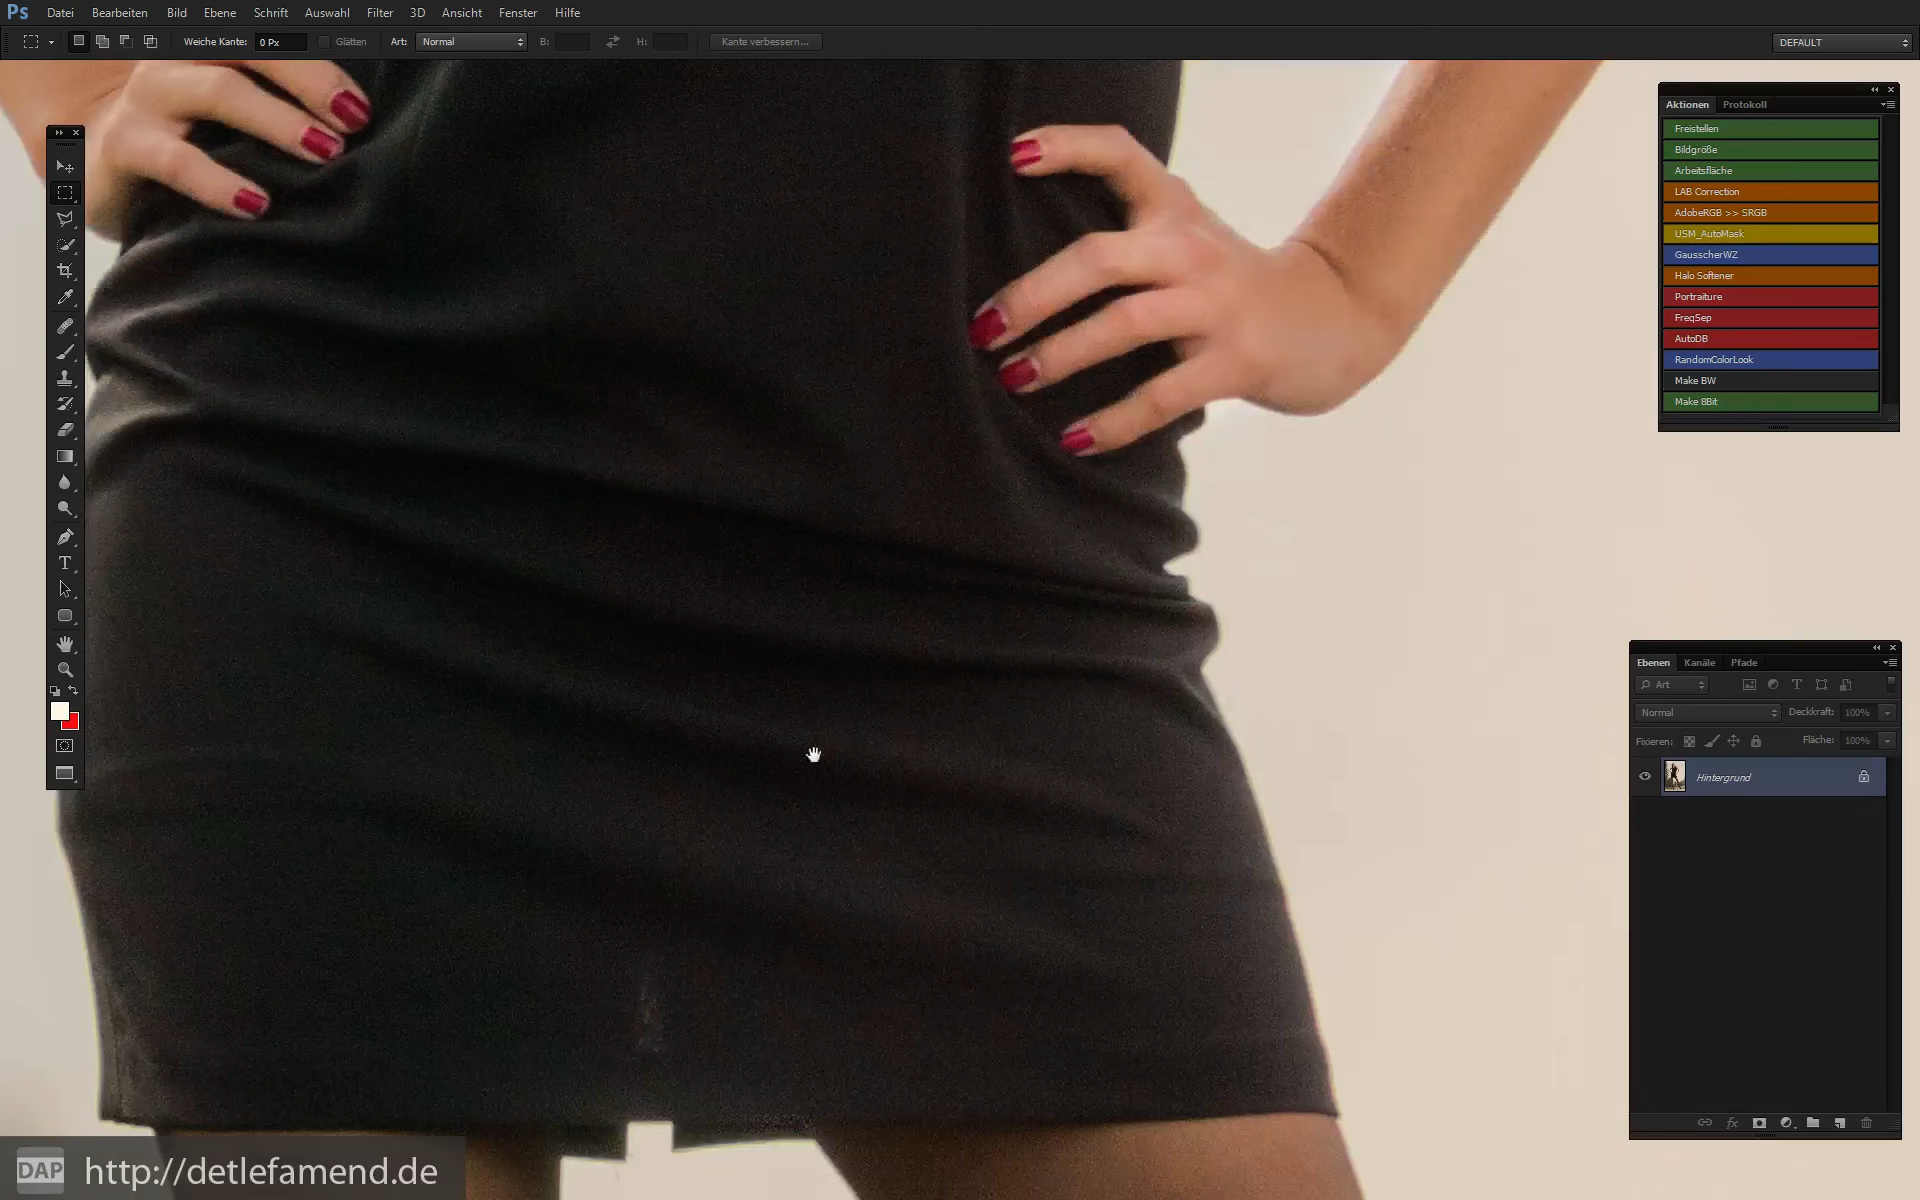 Ps Datei Bearbeiten Bild Ebene Schrift Auswahl Filter 3D Ansicht Fenster Hilfe
Weiche Kante: 0 Px Glätten Art: Normal B: H: Kante verbessern... DEFAULT
Aktionen Protokoll
Freistellen
Bildgröße
Arbeitsfläche
LAB Correction
AdobeRGB >> SRGB
USM_AutoMask
GausscherWZ
Halo Softener
Portraiture
FreqSep
AutoDB
RandomColorLook
Make BW
Make 8Bit
Ebenen Kanäle Pfade
Art
Normal Deckkraft: 100%
Fixieren: Fläche: 100%
Hintergrund
fx
DAP http://detlefamend.de